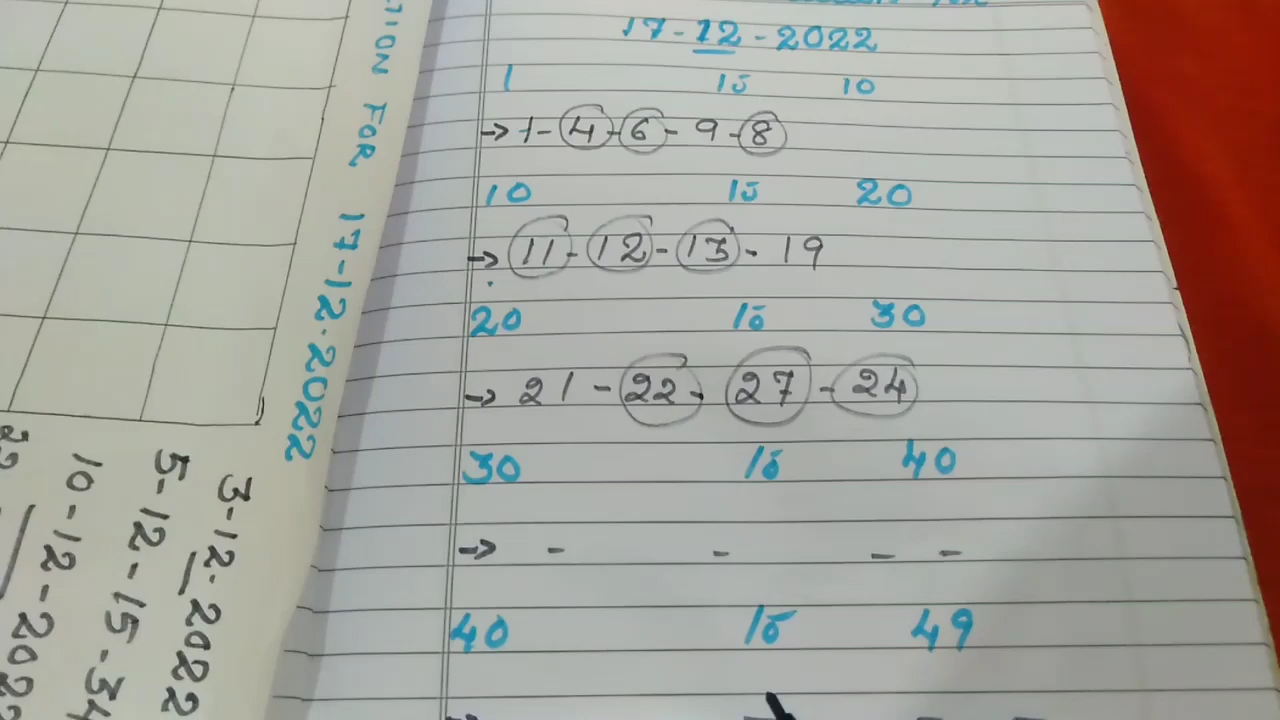 17-12-2022
1 15 10
→ 1-4-6-9-8
10 15 20
→ 11-12-13-19
20 15 30
→ 21-22-27-24
30 15 40
→ - - - -
40 15 49
TION FOR 17-12.2022
3-12.2022
5-12-15-34
10-12-2022